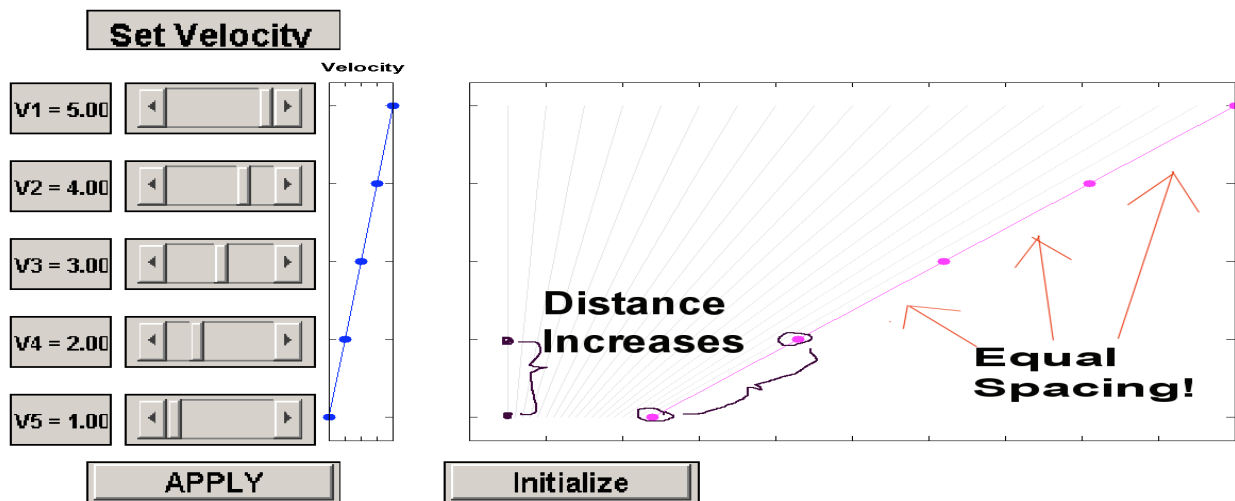 Set Velocity
Velocity
V1 = 5.00
V2 = 4.00
V3 = 3.00
V4 = 2.00
V5 = 1.00
Distance
Increases
Equal
Spacing!
APPLY
Initialize